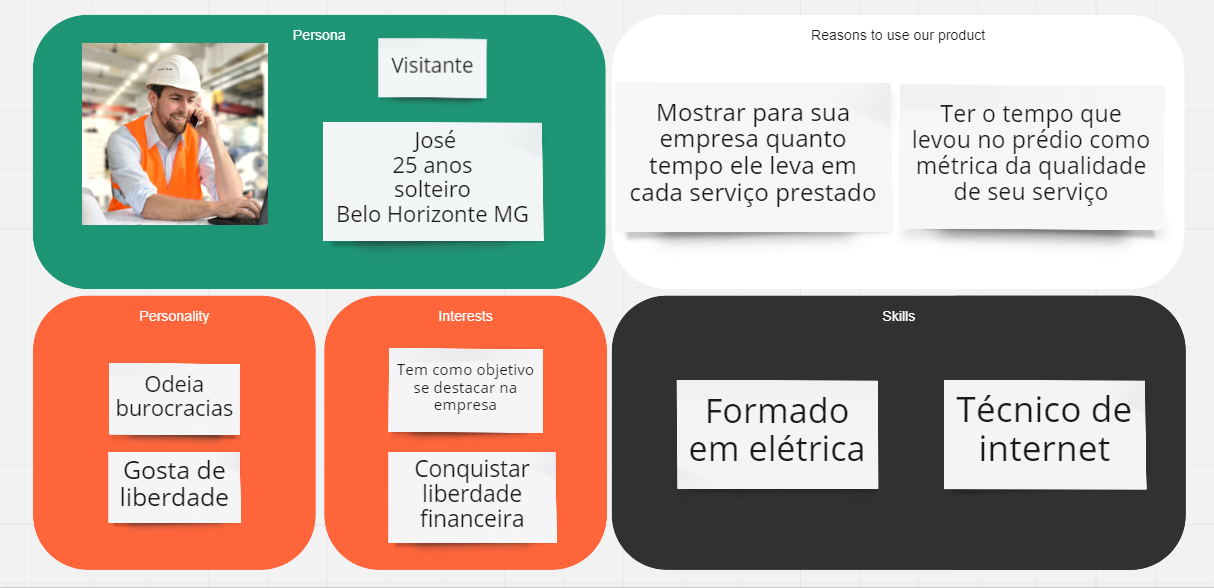 Persona
Visitante
José
25 anos
solteiro
Belo Horizonte MG
Reasons to use our product
Mostrar para sua
empresa quanto
tempo ele leva em
cada serviço prestado
Ter o tempo que
levou no prédio como
métrica da qualidade
de seu serviço
Personality
Odeia
burocracias
Gosta de
liberdade
Interests
Tem como objetivo
se destacar na
empresa
Conquistar
liberdade
financeira
Skills
Formado
em elétrica
Técnico de
internet